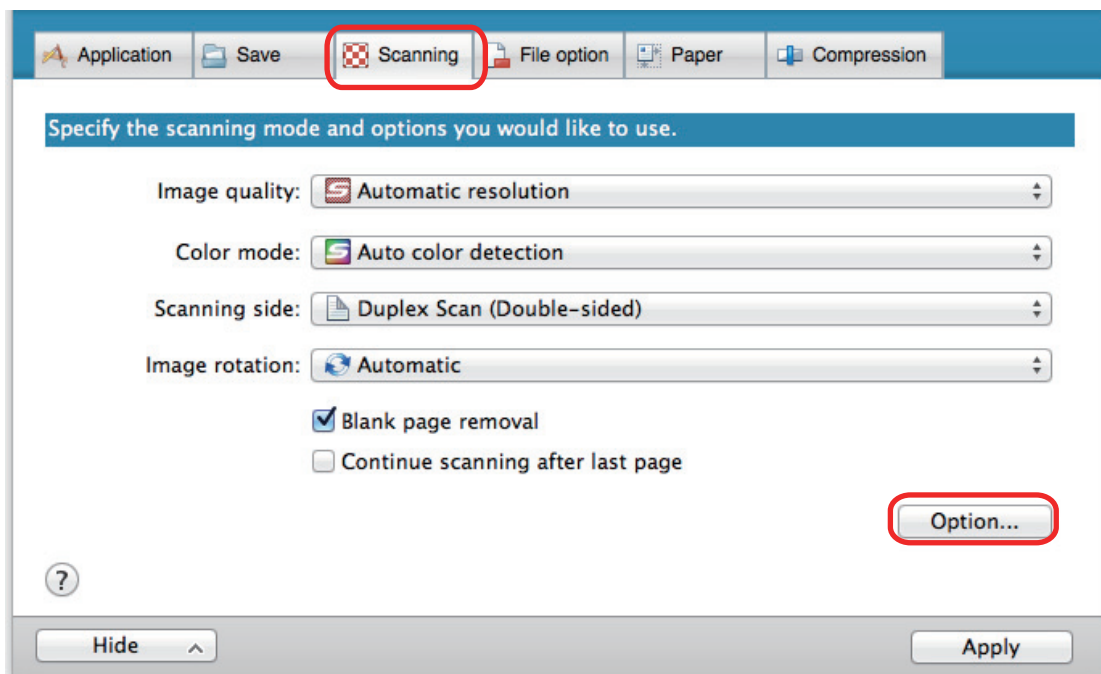 Application Save Scanning File option Paper Compression
Specify the scanning mode and options you would like to use.
Image quality: Automatic resolution
Color mode: Auto color detection
Scanning side: Duplex Scan (Double-sided)
Image rotation: Automatic
Blank page removal
Continue scanning after last page
Option...
?
Hide Apply